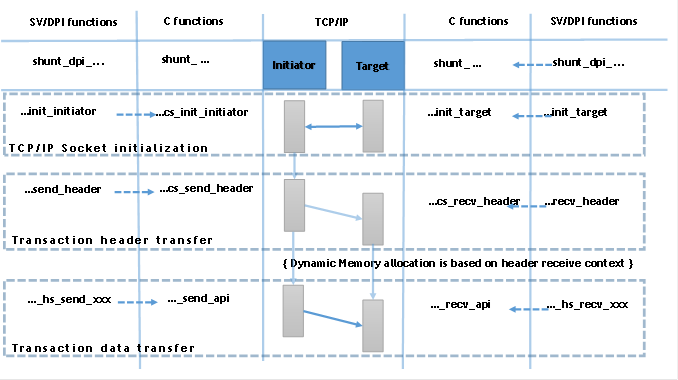 SV/DPI functions C functions TCP/IP C functions SV/DPI functions
shunt_dpi_... shunt_ ... Initiator Target shunt_ ... shunt_dpi_...
...init_initiator ...cs_init_initiator ...init_target ...init_target
TCP/IP Socket initialization
...send_header ...cs_send_header ...cs_recv_header ...recv_header
Transaction header transfer
{ Dynamic Memory allocation is based on header receive context }
..._hs_send_xxx ..._send_api ..._recv_api ..._hs_recv_xxx
Transaction data transfer